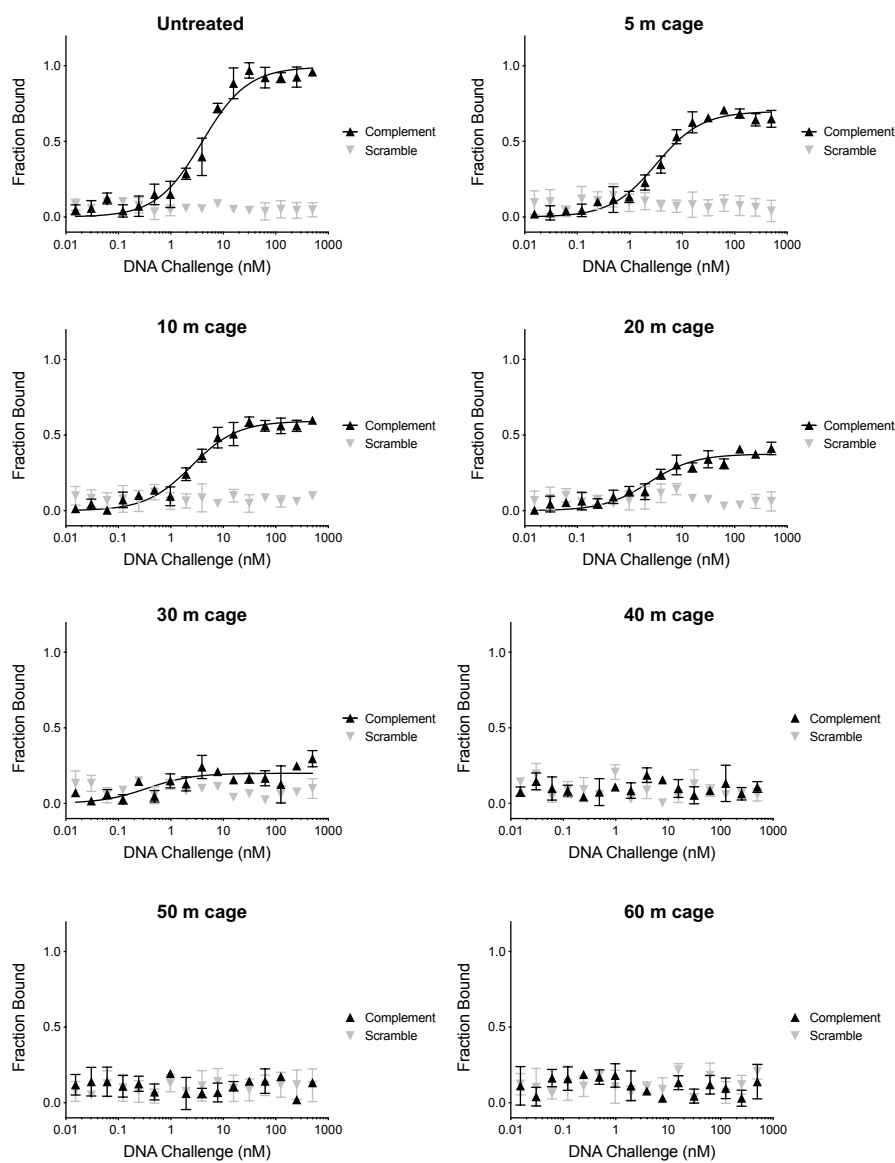 Untreated
Fraction Bound
1.0
0.5
0.0
0.01 0.1 1 10 100 1000
DNA Challenge (nM)
Complement
Scramble
5 m cage
Fraction Bound
1.0
0.5
0.0
0.01 0.1 1 10 100 1000
DNA Challenge (nM)
Complement
Scramble
10 m cage
Fraction Bound
1.0
0.5
0.0
0.01 0.1 1 10 100 1000
DNA Challenge (nM)
Complement
Scramble
20 m cage
Fraction Bound
1.0
0.5
0.0
0.01 0.1 1 10 100 1000
DNA Challenge (nM)
Complement
Scramble
30 m cage
Fraction Bound
1.0
0.5
0.0
0.01 0.1 1 10 100 1000
DNA Challenge (nM)
Complement
Scramble
40 m cage
Fraction Bound
1.0
0.5
0.0
0.01 0.1 1 10 100 1000
DNA Challenge (nM)
Complement
Scramble
50 m cage
Fraction Bound
1.0
0.5
0.0
0.01 0.1 1 10 100 1000
DNA Challenge (nM)
Complement
Scramble
60 m cage
Fraction Bound
1.0
0.5
0.0
0.01 0.1 1 10 100 1000
DNA Challenge (nM)
Complement
Scramble